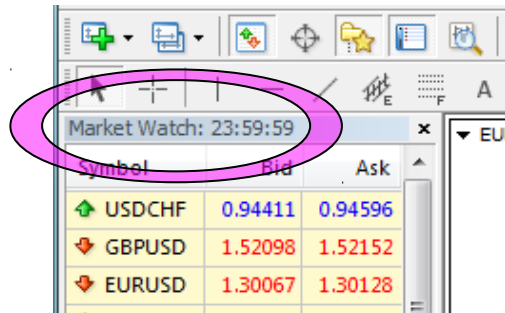 E
F
A
Market Watch: 23:59:59
EU
Symbol Bid Ask
USDCHF 0.94411 0.94596
GBPUSD 1.52098 1.52152
EURUSD 1.30067 1.30128